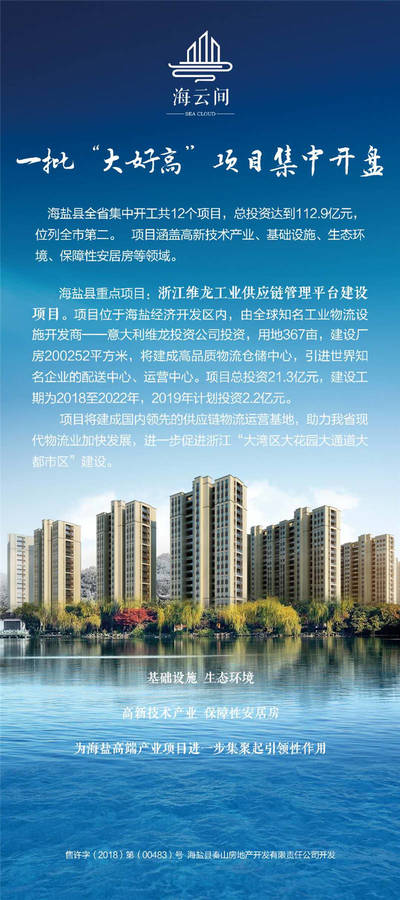 海云间
SEA CLOUD
一批“大好高”项目集中开盘
海盐县全省集中开工共12个项目，总投资达到112.9亿元，
位列全市第二。 项目涵盖高新技术产业、基础设施、生态环
境、保障性安居房等领域。
海盐县重点项目：浙江维龙工业供应链管理平台建设
项目。项目位于海盐经济开发区内，由全球知名工业物流设
施开发商——意大利维龙投资公司投资，用地367亩，建设厂
房200252平方米，将建成高品质物流仓储中心，引进世界知
名企业的配送中心、运营中心。项目总投资21.3亿元，建设工
期为2018至2022年，2019年计划投资2.2亿元。
项目将建成国内领先的供应链物流运营基地，助力我省现
代物流业加快发展，进一步促进浙江“大湾区大花园大通道大
都市区”建设。
基础设施 生态环境
高新技术产业 保障性安居房
为海盐高端产业项目进一步集聚起引领性作用
售许字（2018）第（00483）号 海盐县秦山房地产开发有限责任公司开发